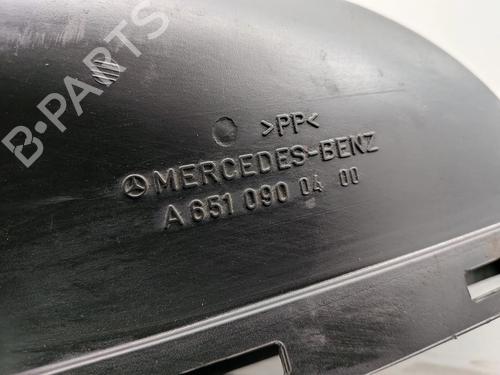 B-PARTS
>PP<
MERCEDES-BENZ
A 651 090 04 00